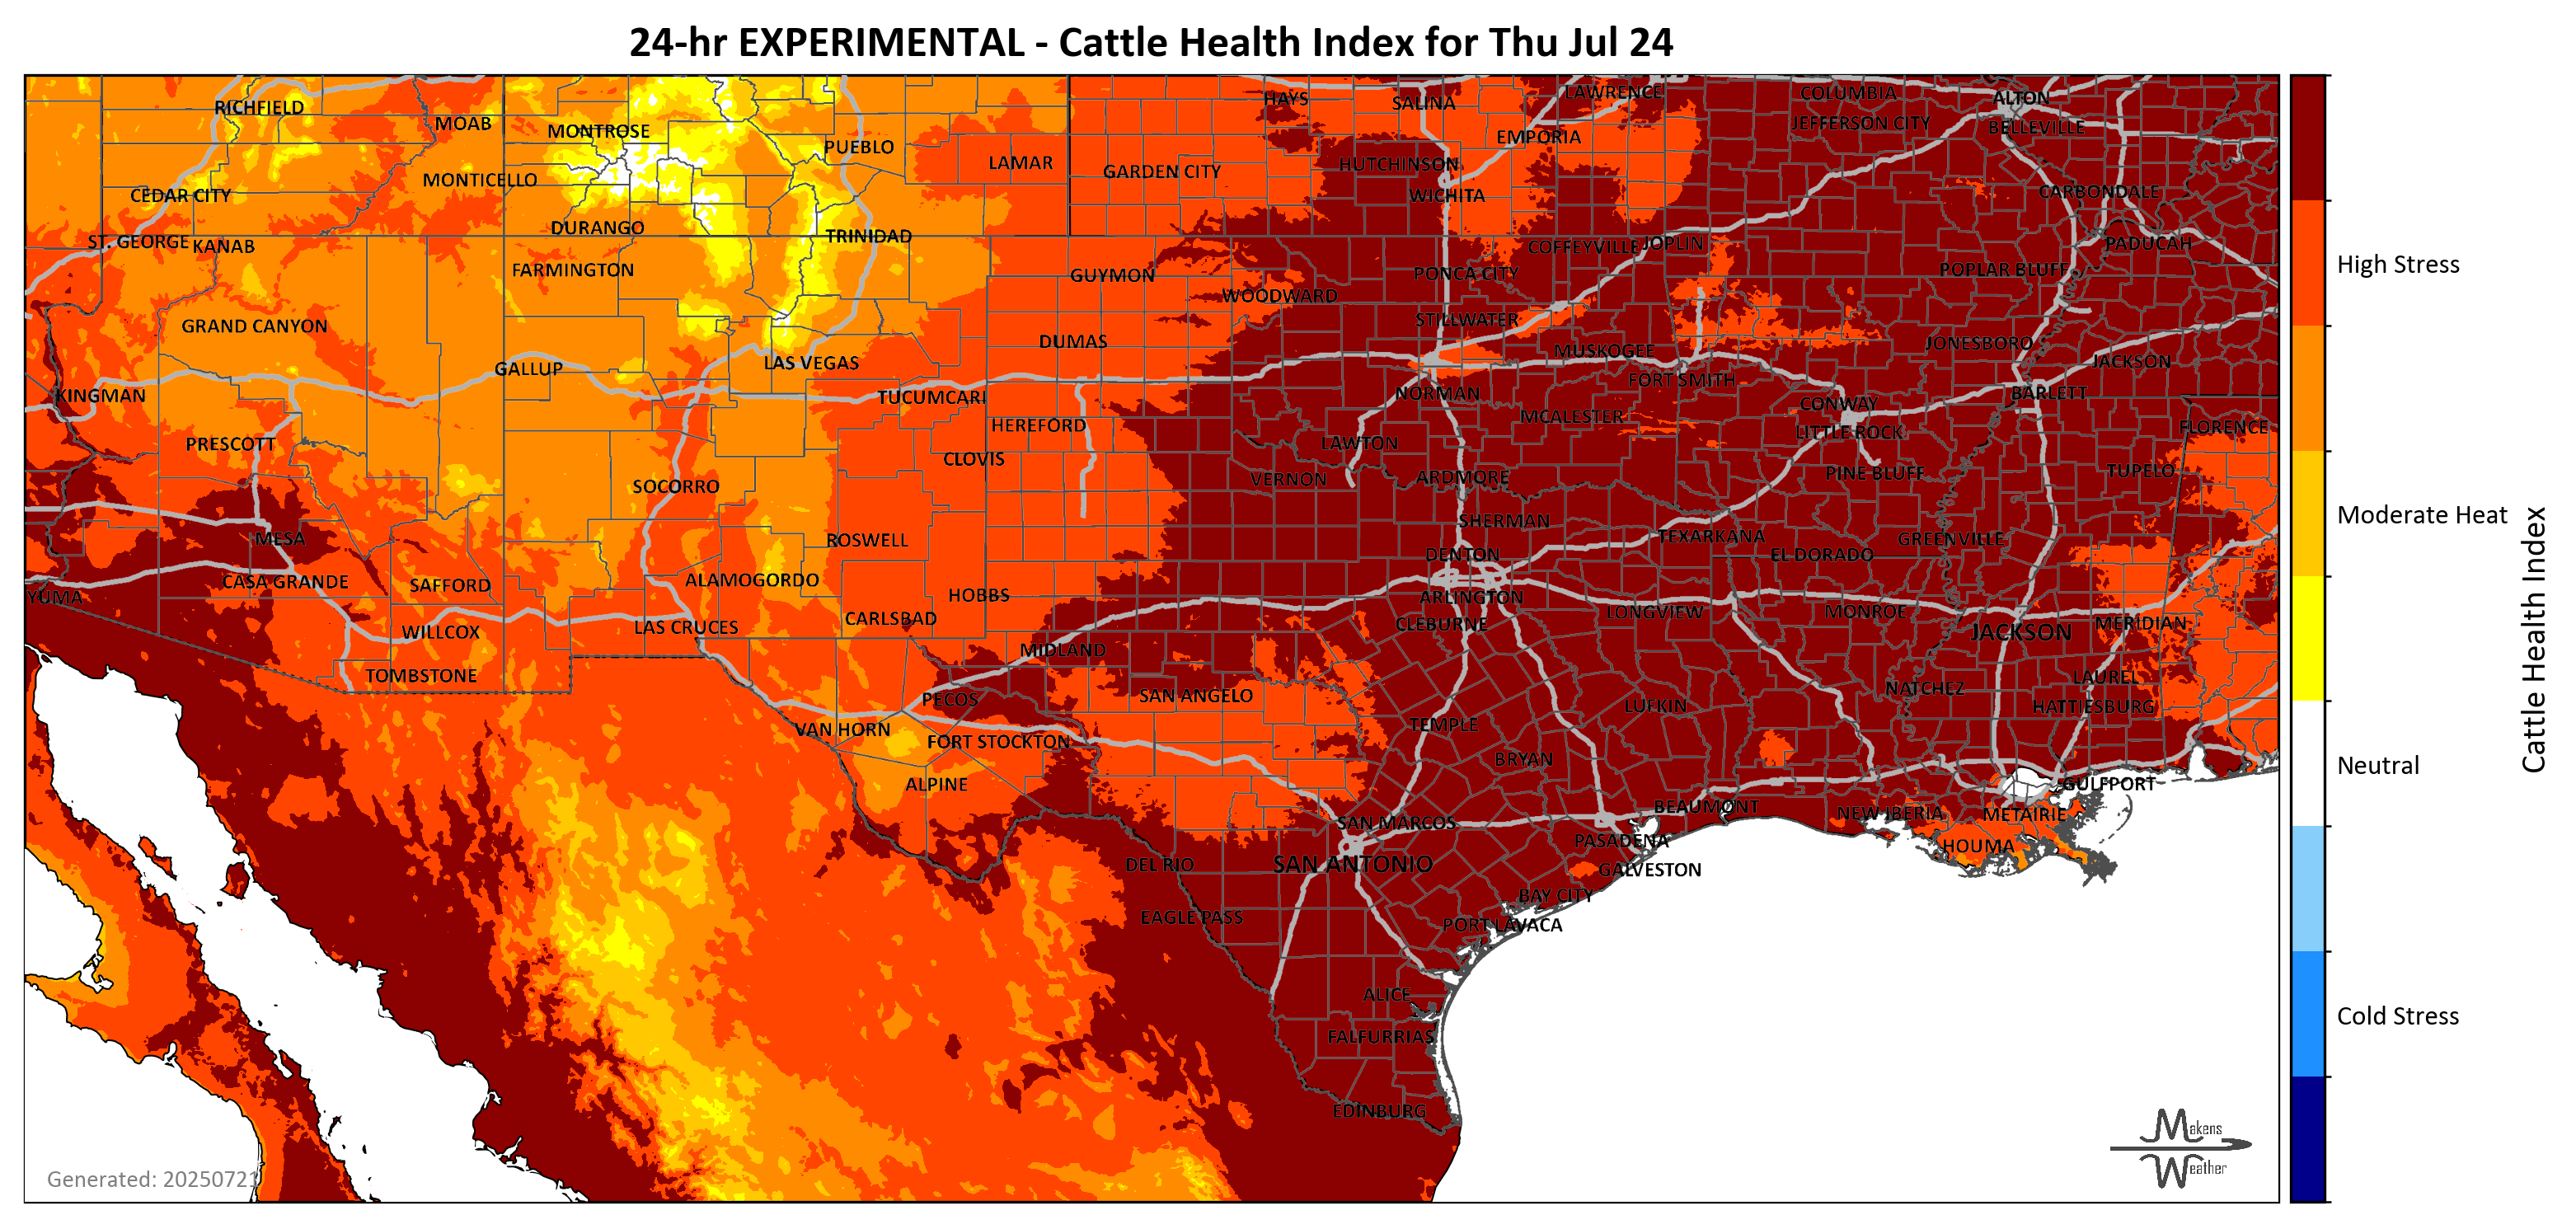 24-hr EXPERIMENTAL - Cattle Health Index for Thu Jul 24
RICHFIELD
MOAB
MONTROSE
PUEBLO
HAYS
SALINA
LAWRENCE
COLUMBIA
ALTON
JEFFERSON CITY
BELLEVILLE
EMPORIA
LAMAR
GARDEN CITY
HUTCHINSON
WICHITA
CEDAR CITY
MONTICELLO
CARBONDALE
ST. GEORGE
KANAB
DURANGO
TRINIDAD
COFFEYVILLE
JOPLIN
PADUCAH
FARMINGTON
GUYMON
PONCA CITY
POPLAR BLUFF
High Stress
WOODWARD
GRAND CANYON
STILLWATER
DUMAS
MUSKOGEE
JONESBORO
JACKSON
GALLUP
LAS VEGAS
FORT SMITH
KINGMAN
TUCUMCARI
NORMAN
CONWAY
BARLETT
MCALESTER
HEREFORD
LITTLE ROCK
FLORENCE
PRESCOTT
LAWTON
CLOVIS
PINE BLUFF
TUPELO
SOCORRO
VERNON
ARDMORE
Moderate Heat
SHERMAN
MESA
ROSWELL
TEXARKANA
GREENVILLE
DENTON
EL DORADO
CASA GRANDE
SAFFORD
ALAMOGORDO
YUMA
HOBBS
ARLINGTON
LONGVIEW
MONROE
CARLSBAD
CLEBURNE
WILLCOX
LAS CRUCES
JACKSON
MERIDIAN
MIDLAND
Cattle Health Index
TOMBSTONE
PECOS
SAN ANGELO
NATCHEZ
LAUREL
LUFKIN
HATTIESBURG
VAN HORN
FORT STOCKTON
TEMPLE
BRYAN
Neutral
ALPINE
GULFPORT
BEAUMONT
NEW IBERIA
METAIRIE
SAN MARCOS
PASADENA
HOUMA
DEL RIO
SAN ANTONIO
GALVESTON
BAY CITY
EAGLE PASS
PORT LAVACA
ALICE
Cold Stress
FALFURRIAS
EDINBURG
Makens
Weather
Generated: 20250721